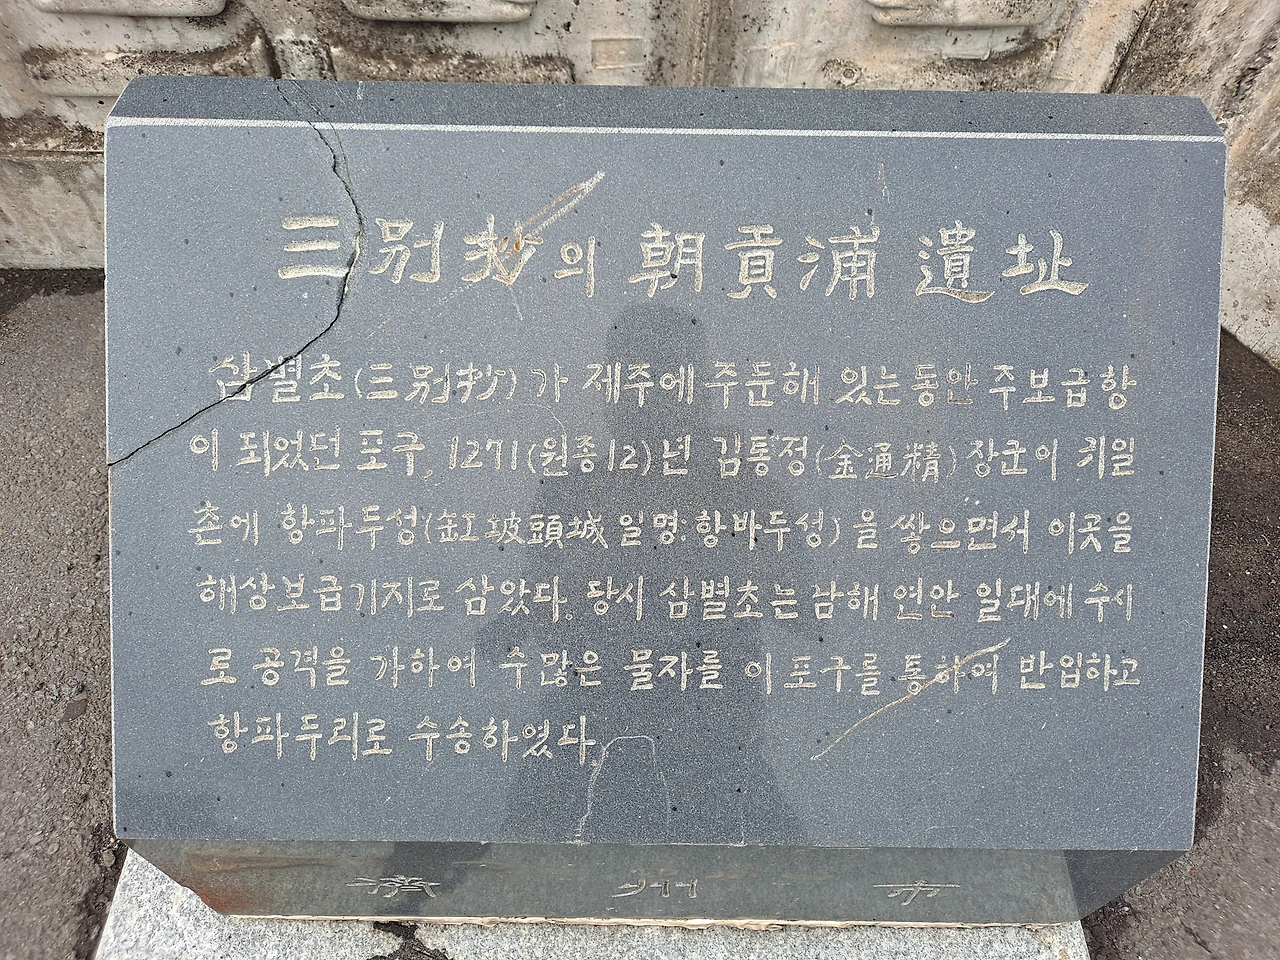 三別抄의 朝貢浦 遺址
삼별초(三別抄)가 제주에 주둔해 있는동안 주보급항
이 되었던 포구, 1271(원종12)년 김통정(金通精)장군이 귀일
촌에 항파두성(缸坡頭城 일명:항바두성)을 쌓으면서 이곳을
해상보급기지로 삼았다. 당시 삼별초는 남해 연안 일대에 수시
로 공격을 가하여 수많은 물자를 이 포구를 통하여 반입하고
항파두리로 수송하였다.
濟州市